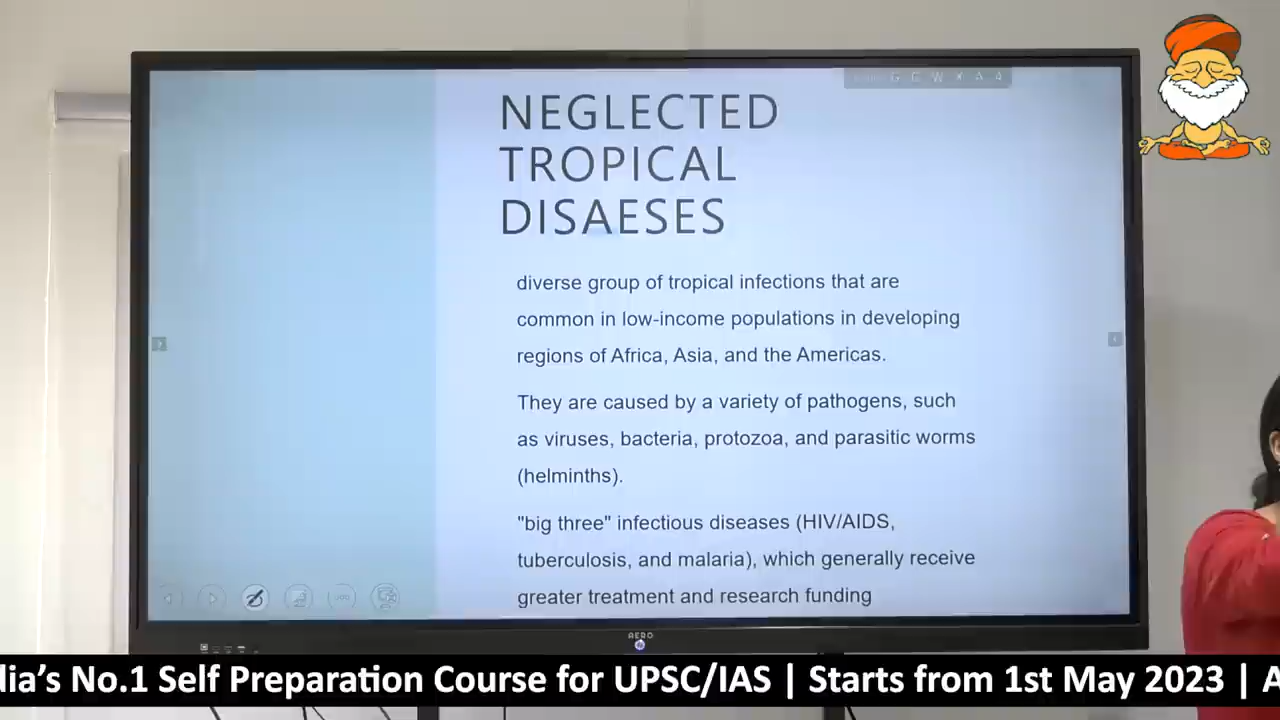 NEGLECTED
TROPICAL
DISAESES
diverse group of tropical infections that are
common in low-income populations in developing
regions of Africa, Asia, and the Americas.
They are caused by a variety of pathogens, such
as viruses, bacteria, protozoa, and parasitic worms
(helminths).
"big three" infectious diseases (HIV/AIDS,
tuberculosis, and malaria), which generally receive
greater treatment and research funding
AERO
dia’s No.1 Self Preparation Course for UPSC/IAS | Starts from 1st May 2023 | A